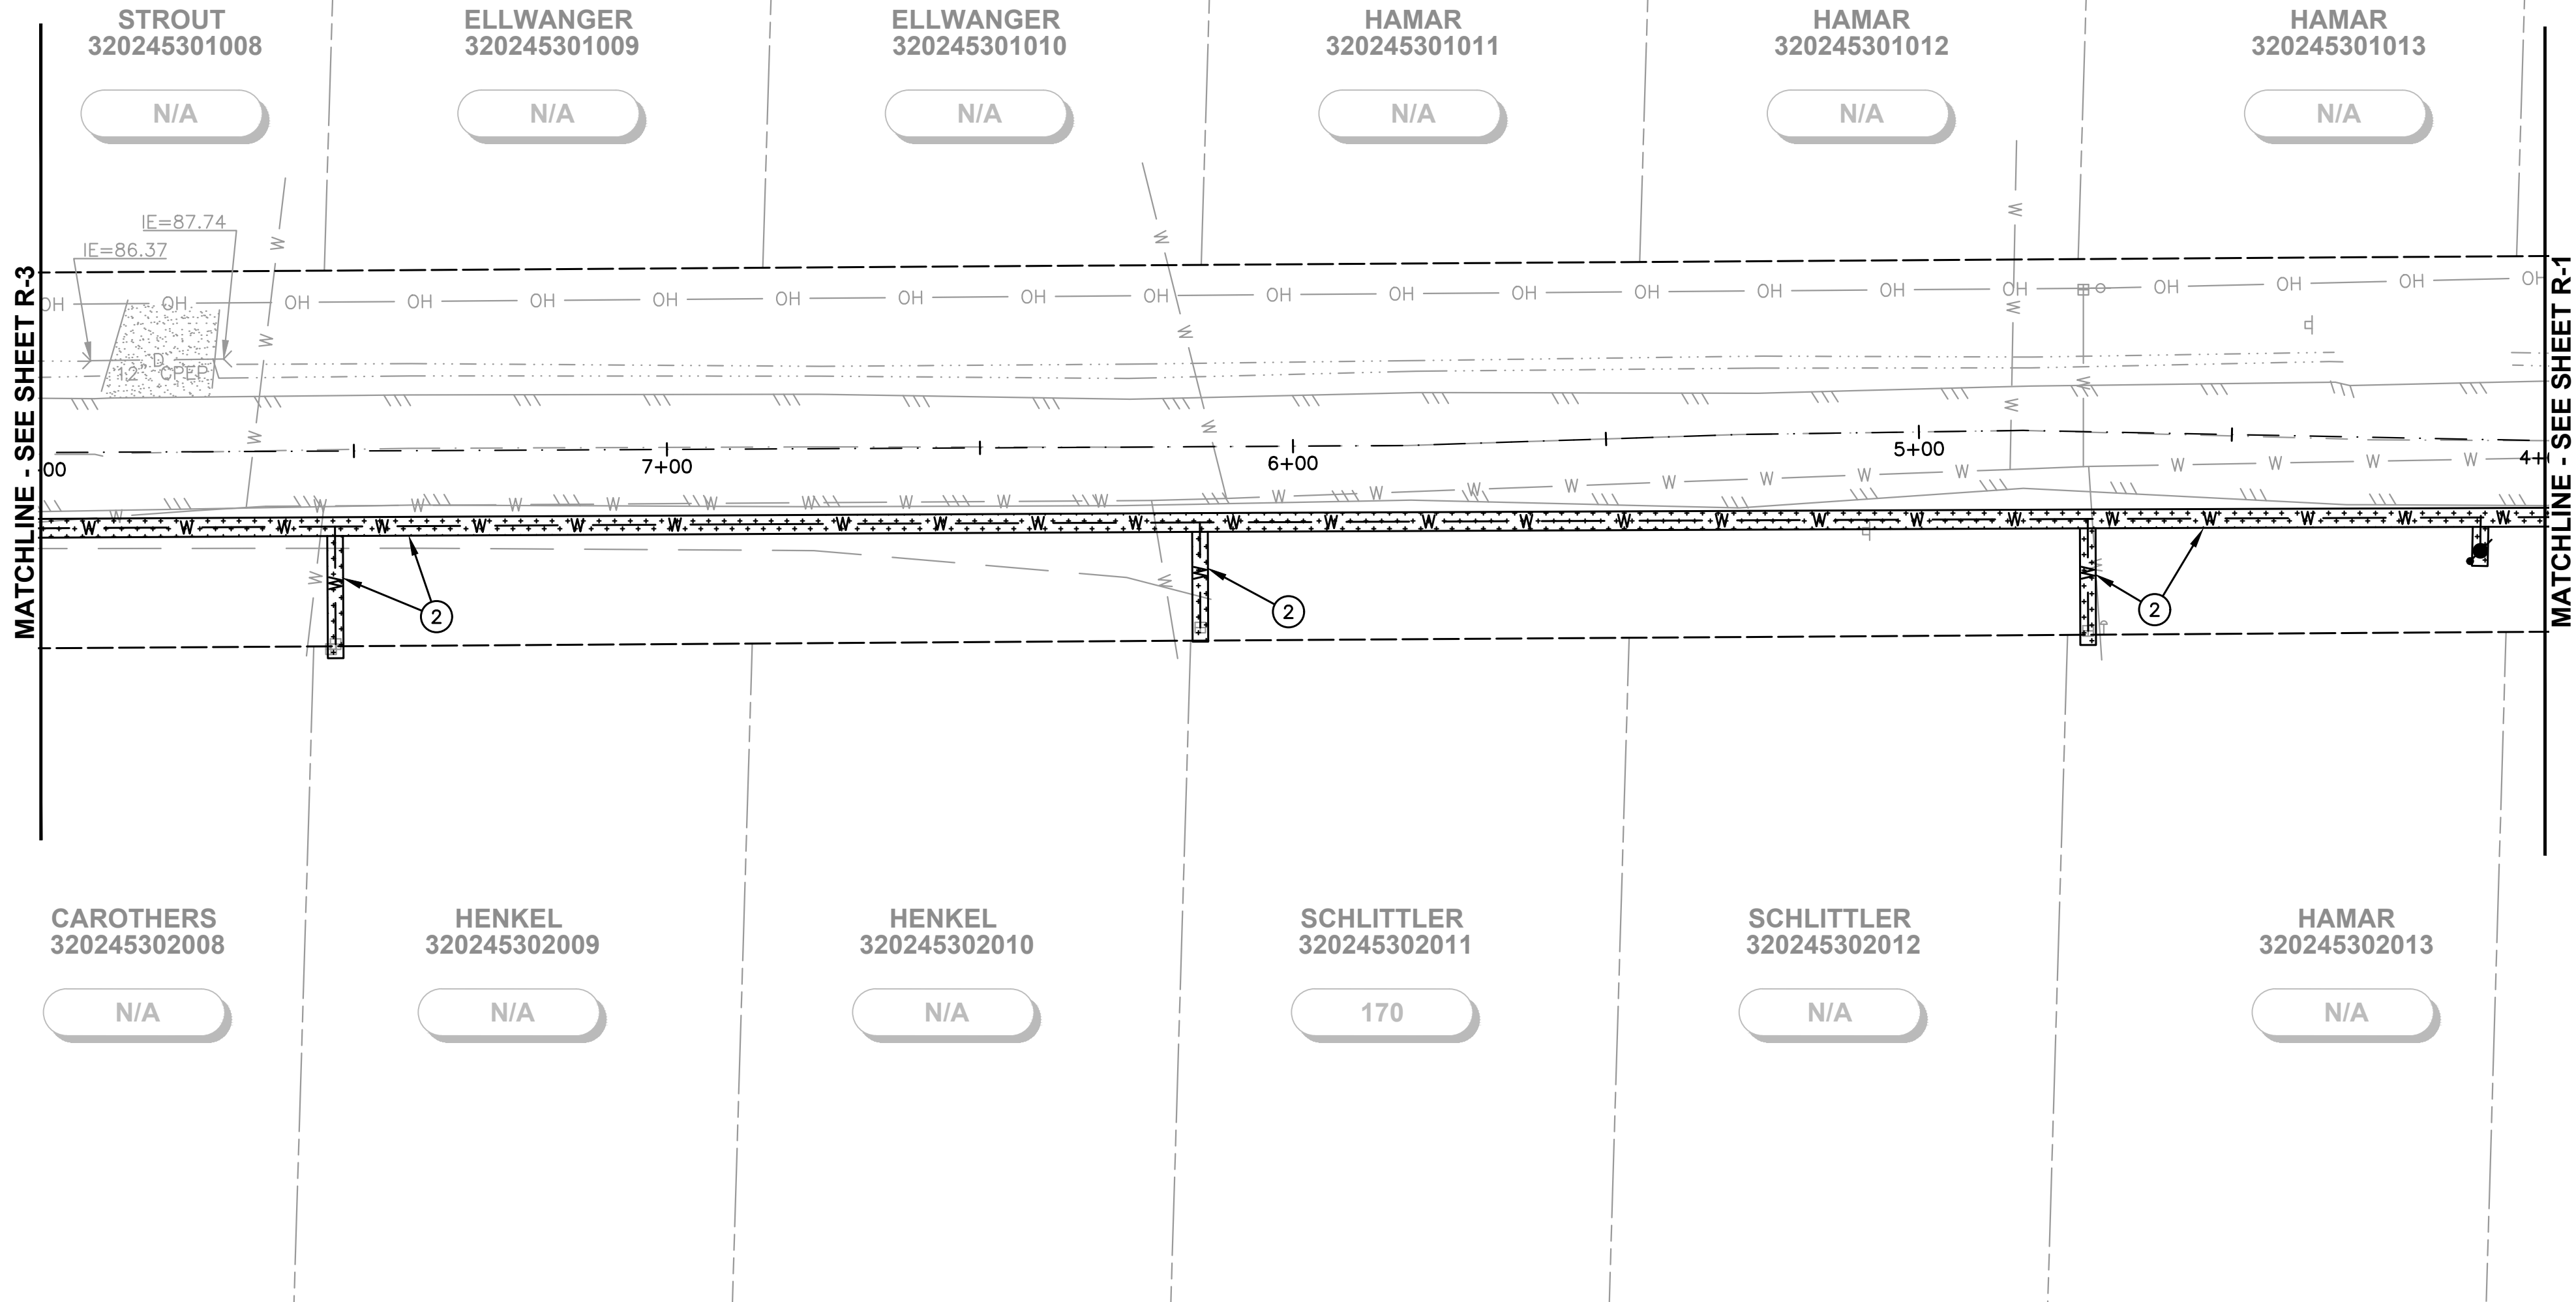 STROUT
320245301008
N/A
ELLWANGER
320245301009
N/A
ELLWANGER
320245301010
N/A
HAMAR
320245301011
N/A
HAMAR
320245301012
N/A
HAMAR
320245301013
N/A
IE=87.74
IE=86.37
W W W W
W W W
W W W
W
OH OH OH OH OH OH OH OH OH OH OH OH OH OH OH OH OH OH OH OH OH
D
12" CPEP
MATCHLINE - SEE SHEET R-3
MATCHLINE - SEE SHEET R-1
00 7+00 6+00 5+00 4+
W W W W W W W W W W W W W W W W W W W W W W
W W W W W W W W W W W W W W W W W W W W W W W W W
W W W W W W
2 2 2
CAROTHERS
320245302008
N/A
HENKEL
320245302009
N/A
HENKEL
320245302010
N/A
SCHLITTLER
320245302011
170
SCHLITTLER
320245302012
N/A
HAMAR
320245302013
N/A